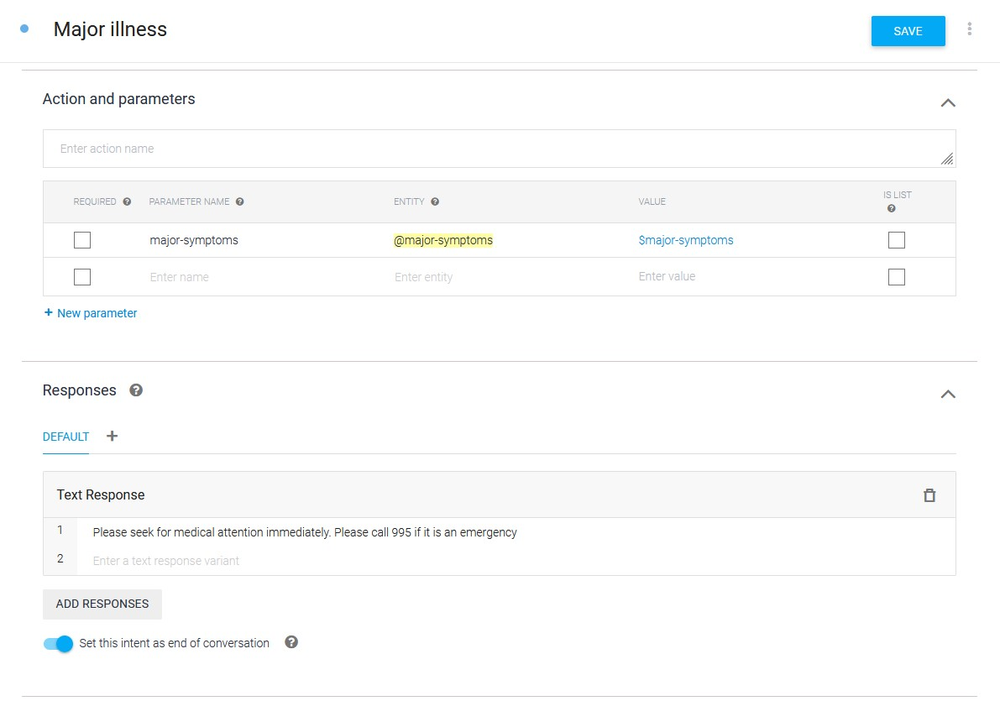 Major illness
SAVE
Action and parameters
Enter action name
REQUIRED ? PARAMETER NAME ? ENTITY ? VALUE IS LIST ?
major-symptoms @major-symptoms $major-symptoms
Enter name Enter entity Enter value
+ New parameter
Responses ?
DEFAULT +
Text Response
1 Please seek for medical attention immediately. Please call 995 if it is an emergency
2 Enter a text response variant
ADD RESPONSES
Set this intent as end of conversation ?